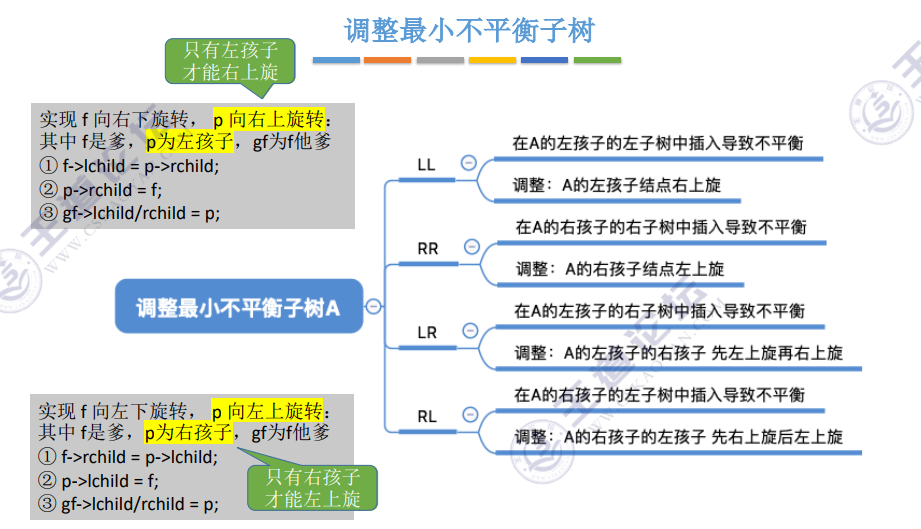 调整最小不平衡子树
只有左孩子
才能右上旋
实现 f 向右下旋转， p 向右上旋转：
其中 f是爹，p为左孩子，gf为f他爹
① f->lchild = p->rchild;
② p->rchild = f;
③ gf->lchild/rchild = p;
调整最小不平衡子树A
LL
在A的左孩子的左子树中插入导致不平衡
调整：A的左孩子结点右上旋
RR
在A的右孩子的右子树中插入导致不平衡
调整：A的右孩子结点左上旋
LR
在A的左孩子的右子树中插入导致不平衡
调整：A的左孩子的右孩子 先左上旋再右上旋
RL
在A的右孩子的左子树中插入导致不平衡
调整：A的右孩子的左孩子 先右上旋后左上旋
实现 f 向左下旋转， p 向左上旋转：
其中 f是爹，p为右孩子，gf为f他爹
① f->rchild = p->lchild;
② p->lchild = f;
③ gf->lchild/rchild = p;
只有右孩子
才能左上旋
王道论坛
王道论坛